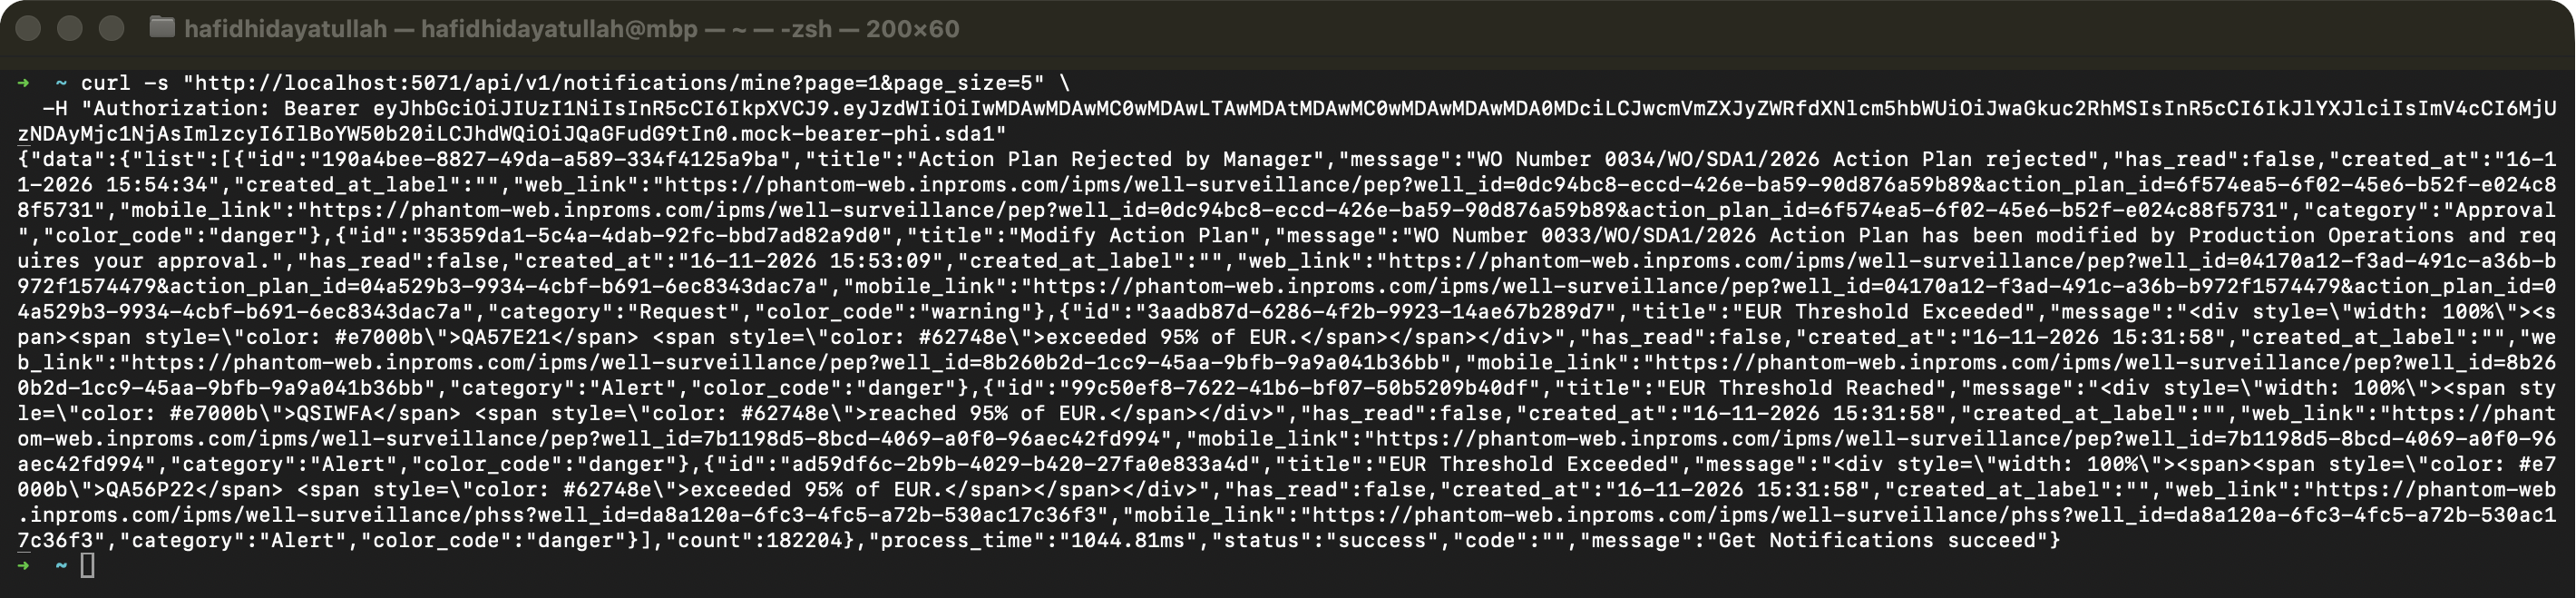 hafidhidayatullah — hafidhidayatullah@mbp — ~ — -zsh — 200×60
➜  ~ curl -s "http://localhost:5071/api/v1/notifications/mine?page=1&page_size=5" \
  -H "Authorization: Bearer eyJhbGciOiJIUzI1NiIsInR5cCI6IkpXVCJ9.eyJzdWIiOiIwMDAwMDAwMC0wMDAwLTAwMDAtMDAwMC0wMDAwMDAwMDA0MDciLCJwcmVmZXJyZWRfdXNlcm5hbWUiOiJwaGkuc2RhMSIsInR5cCI6IkJlYXJlciIsImV4cCI6MjU
zNDAyMjc1NjAsImlzcyI6IlBoYW50b20iLCJhdWQiOiJQaGFudG9tIn0.mock-bearer-phi.sda1"
{"data":{"list":[{"id":"190a4bee-8827-49da-a589-334f4125a9ba","title":"Action Plan Rejected by Manager","message":"WO Number 0034/WO/SDA1/2026 Action Plan rejected","has_read":false,"created_at":"16-1
1-2026 15:54:34","created_at_label":"","web_link":"https://phantom-web.inproms.com/ipms/well-surveillance/pep?well_id=0dc94bc8-eccd-426e-ba59-90d876a59b89&action_plan_id=6f574ea5-6f02-45e6-b52f-e024c8
8f5731","mobile_link":"https://phantom-web.inproms.com/ipms/well-surveillance/pep?well_id=0dc94bc8-eccd-426e-ba59-90d876a59b89&action_plan_id=6f574ea5-6f02-45e6-b52f-e024c88f5731","category":"Approval
","color_code":"danger"},{"id":"35359da1-5c4a-4dab-92fc-bbd7ad82a9d0","title":"Modify Action Plan","message":"WO Number 0033/WO/SDA1/2026 Action Plan has been modified by Production Operations and req
uires your approval.","has_read":false,"created_at":"16-11-2026 15:53:09","created_at_label":"","web_link":"https://phantom-web.inproms.com/ipms/well-surveillance/pep?well_id=04170a12-f3ad-491c-a36b-b
972f1574479&action_plan_id=04a529b3-9934-4cbf-b691-6ec8343dac7a","mobile_link":"https://phantom-web.inproms.com/ipms/well-surveillance/pep?well_id=04170a12-f3ad-491c-a36b-b972f1574479&action_plan_id=0
4a529b3-9934-4cbf-b691-6ec8343dac7a","category":"Request","color_code":"warning"},{"id":"3aadb87d-6286-4f2b-9923-14ae67b289d7","title":"EUR Threshold Exceeded","message":"<div style=\"width: 100%\"><s
pan><span style=\"color: #e7000b\">QA57E21</span> <span style=\"color: #62748e\">exceeded 95% of EUR.</span></span></div>","has_read":false,"created_at":"16-11-2026 15:31:58","created_at_label":"","we
b_link":"https://phantom-web.inproms.com/ipms/well-surveillance/pep?well_id=8b260b2d-1cc9-45aa-9bfb-9a9a041b36bb","mobile_link":"https://phantom-web.inproms.com/ipms/well-surveillance/pep?well_id=8b26
0b2d-1cc9-45aa-9bfb-9a9a041b36bb","category":"Alert","color_code":"danger"},{"id":"99c50ef8-7622-41b6-bf07-50b5209b40df","title":"EUR Threshold Reached","message":"<div style=\"width: 100%\"><span sty
le=\"color: #e7000b\">QSIWFA</span> <span style=\"color: #62748e\">reached 95% of EUR.</span></div>","has_read":false,"created_at":"16-11-2026 15:31:58","created_at_label":"","web_link":"https://phant
om-web.inproms.com/ipms/well-surveillance/pep?well_id=7b1198d5-8bcd-4069-a0f0-96aec42fd994","mobile_link":"https://phantom-web.inproms.com/ipms/well-surveillance/pep?well_id=7b1198d5-8bcd-4069-a0f0-96
aec42fd994","category":"Alert","color_code":"danger"},{"id":"ad59df6c-2b9b-4029-b420-27fa0e833a4d","title":"EUR Threshold Exceeded","message":"<div style=\"width: 100%\"><span><span style=\"color: #e7
000b\">QA56P22</span> <span style=\"color: #62748e\">exceeded 95% of EUR.</span></span></div>","has_read":false,"created_at":"16-11-2026 15:31:58","created_at_label":"","web_link":"https://phantom-web
.inproms.com/ipms/well-surveillance/phss?well_id=da8a120a-6fc3-4fc5-a72b-530ac17c36f3","mobile_link":"https://phantom-web.inproms.com/ipms/well-surveillance/phss?well_id=da8a120a-6fc3-4fc5-a72b-530ac1
7c36f3","category":"Alert","color_code":"danger"}],"count":182204},"process_time":"1044.81ms","status":"success","code":"","message":"Get Notifications succeed"}
➜  ~